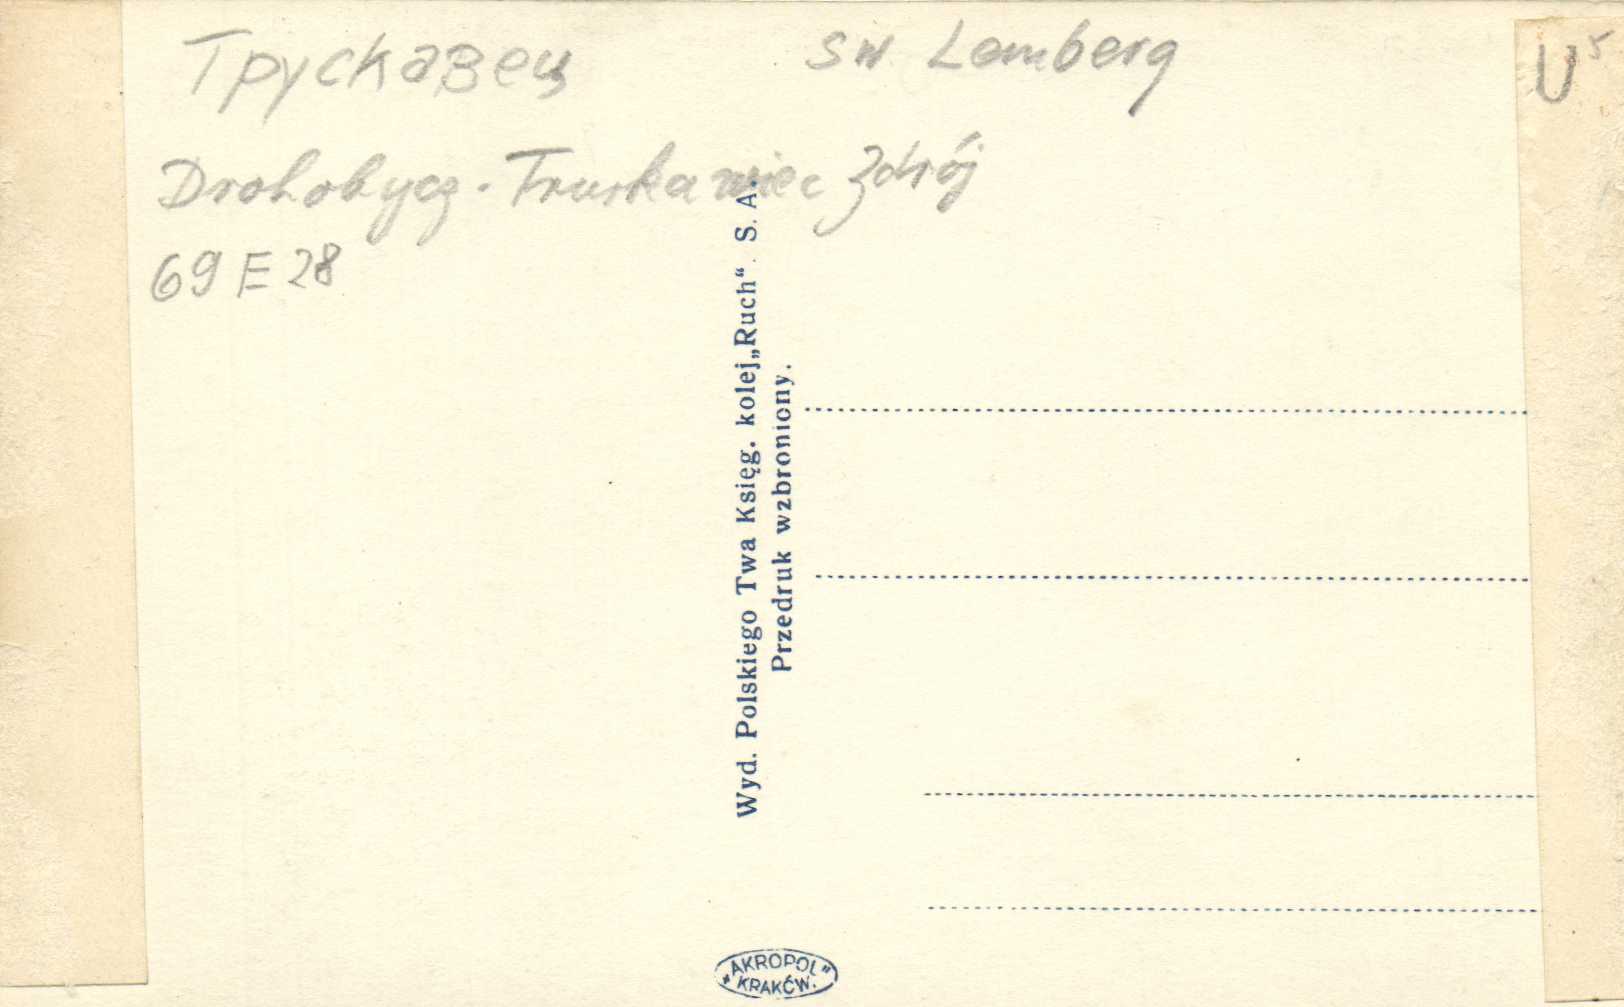 Трускавец
SW Lemberg
U⁵
Drohobycz - Truskawiec Zdrój
69 E 28
Wyd. Polskiego Twa Księg. kolej „Ruch“ S. A.
Przedruk wzbroniony.
„AKROPOL”
KRAKÓW.